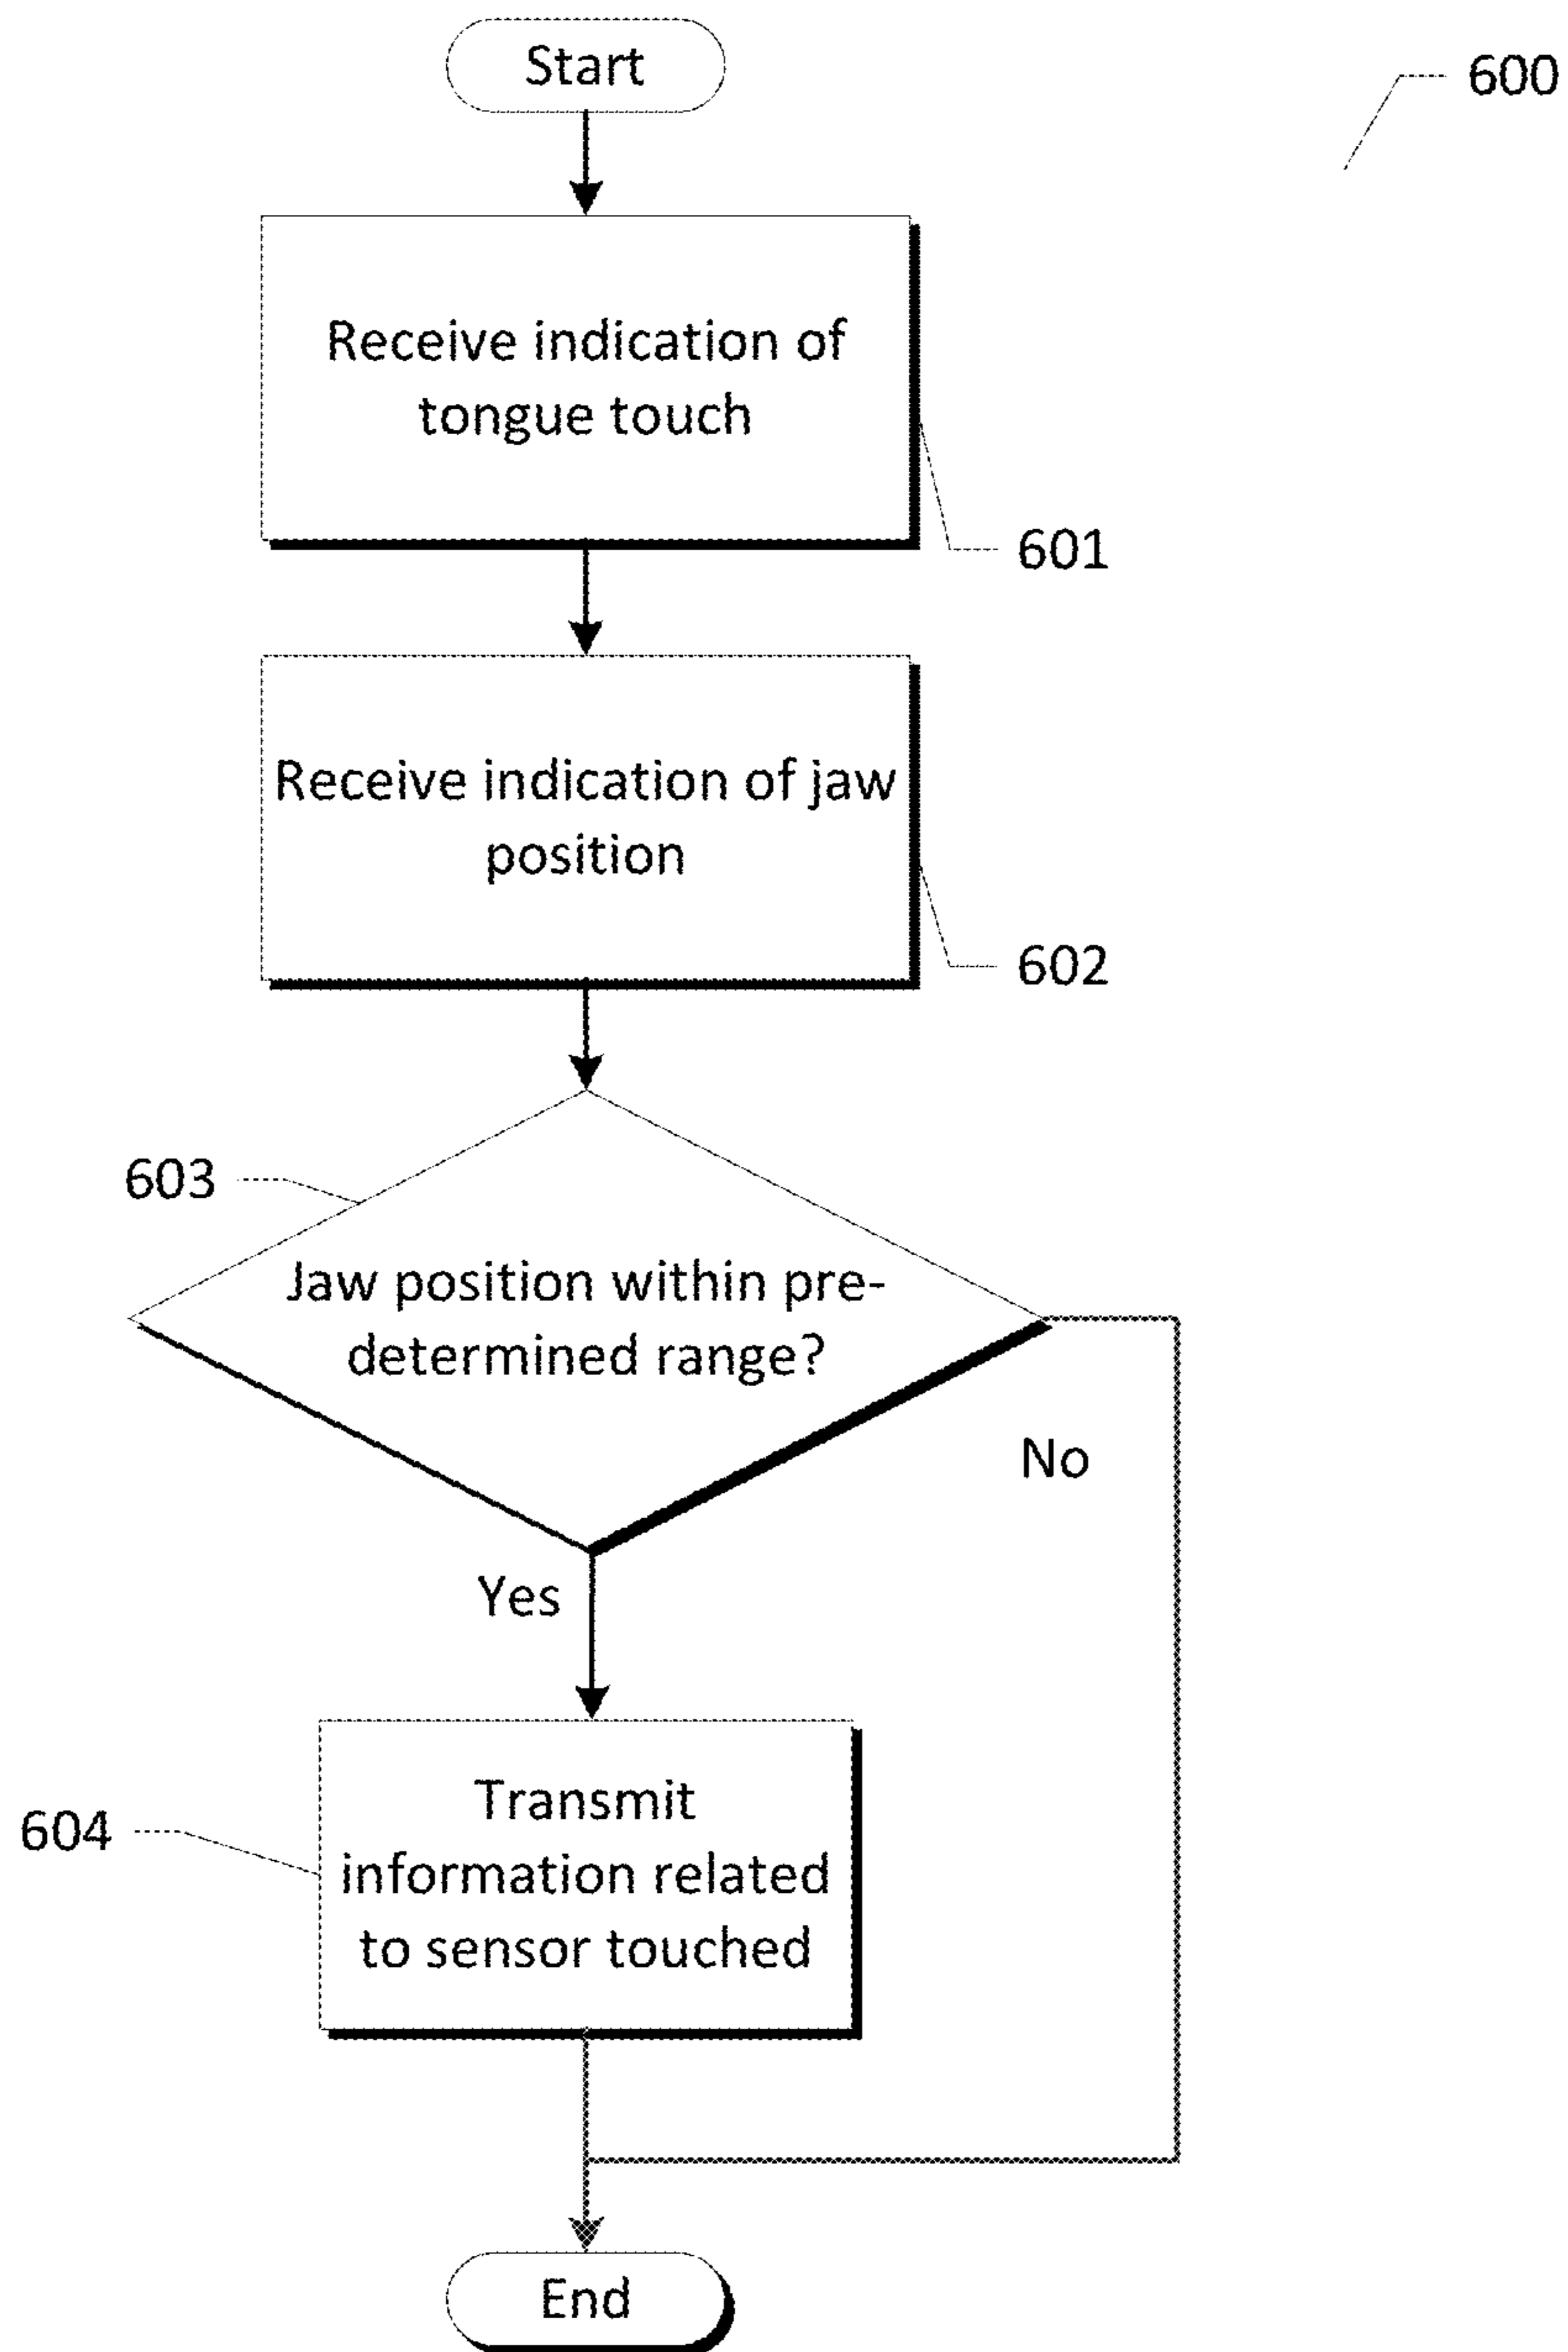 Start
600
Receive indication of
tongue touch
601
Receive indication of jaw
position
602
603
Jaw position within pre-
determined range?
No
Yes
Transmit
604
information related
to sensor touched
End